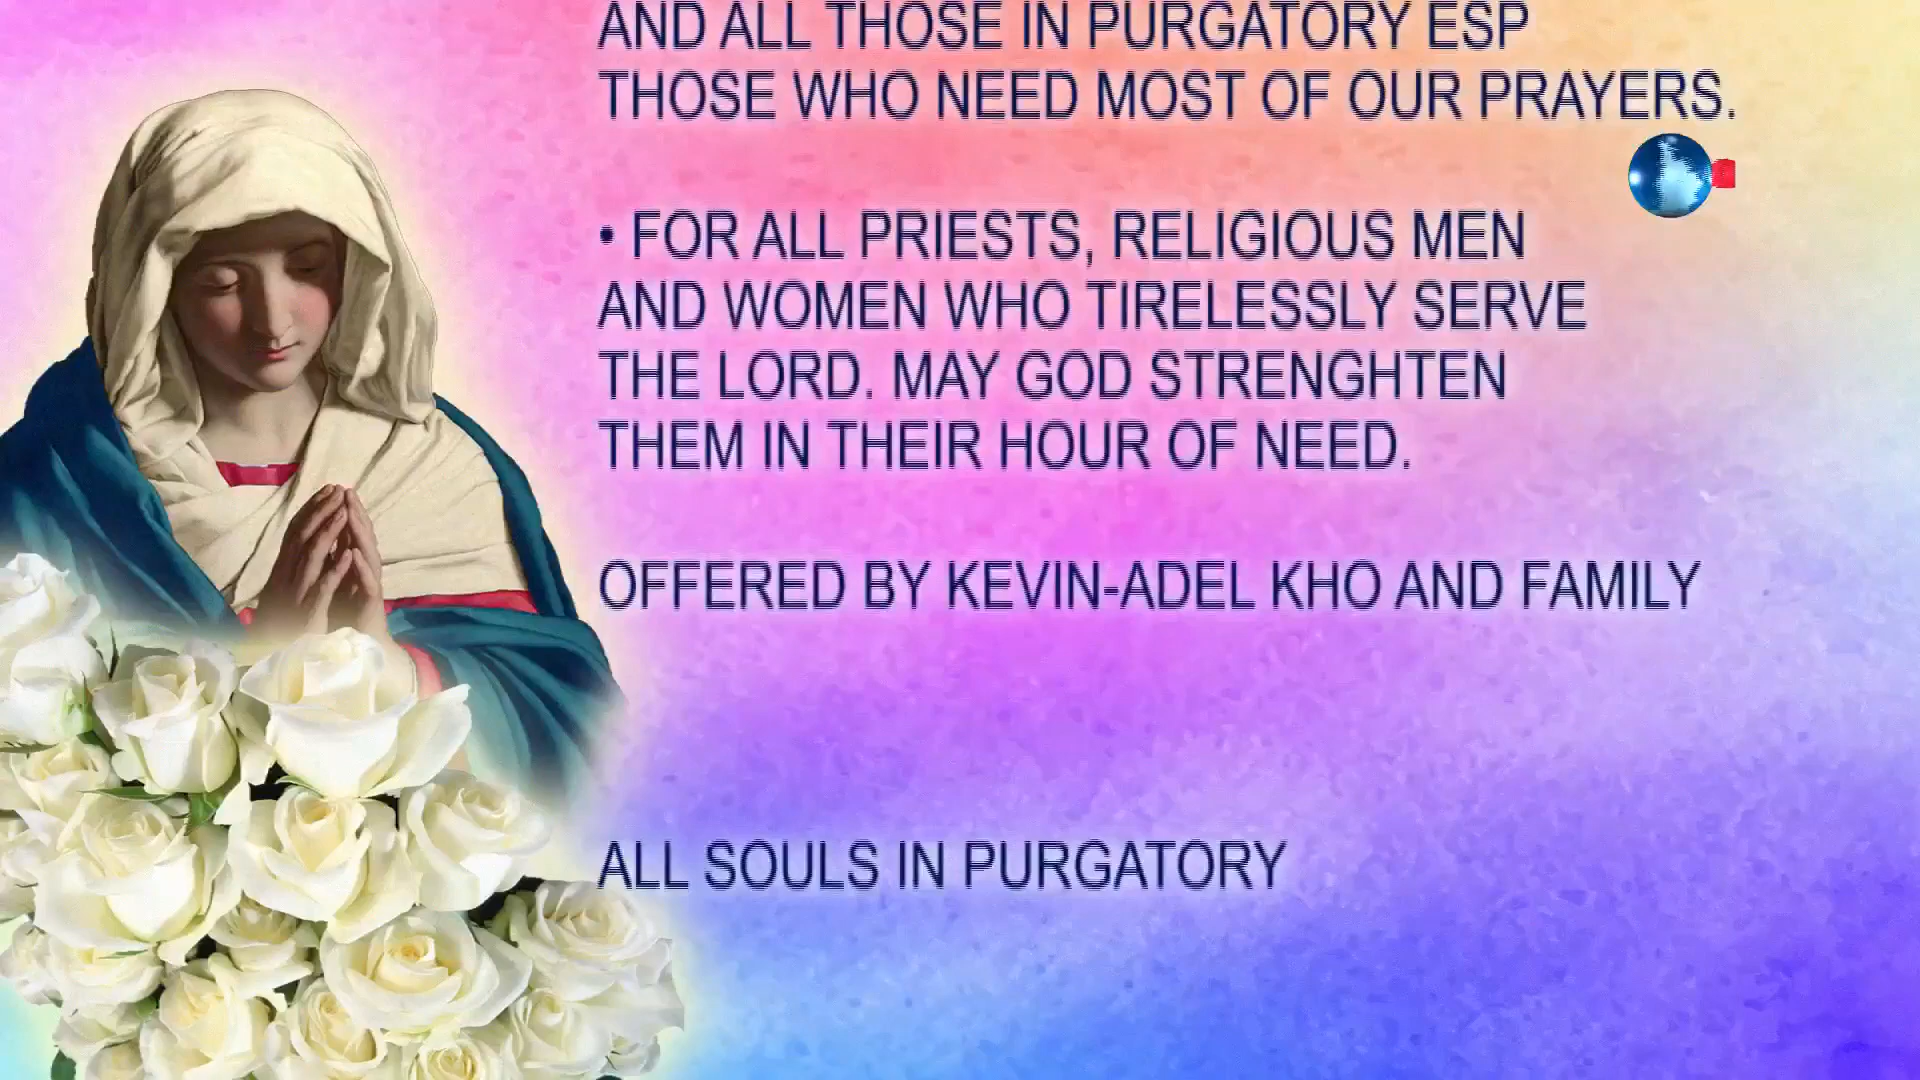 AND ALL THOSE IN PURGATORY ESP
THOSE WHO NEED MOST OF OUR PRAYERS.
• FOR ALL PRIESTS, RELIGIOUS MEN
AND WOMEN WHO TIRELESSLY SERVE
THE LORD. MAY GOD STRENGHTEN
THEM IN THEIR HOUR OF NEED.
OFFERED BY KEVIN-ADEL KHO AND FAMILY
ALL SOULS IN PURGATORY